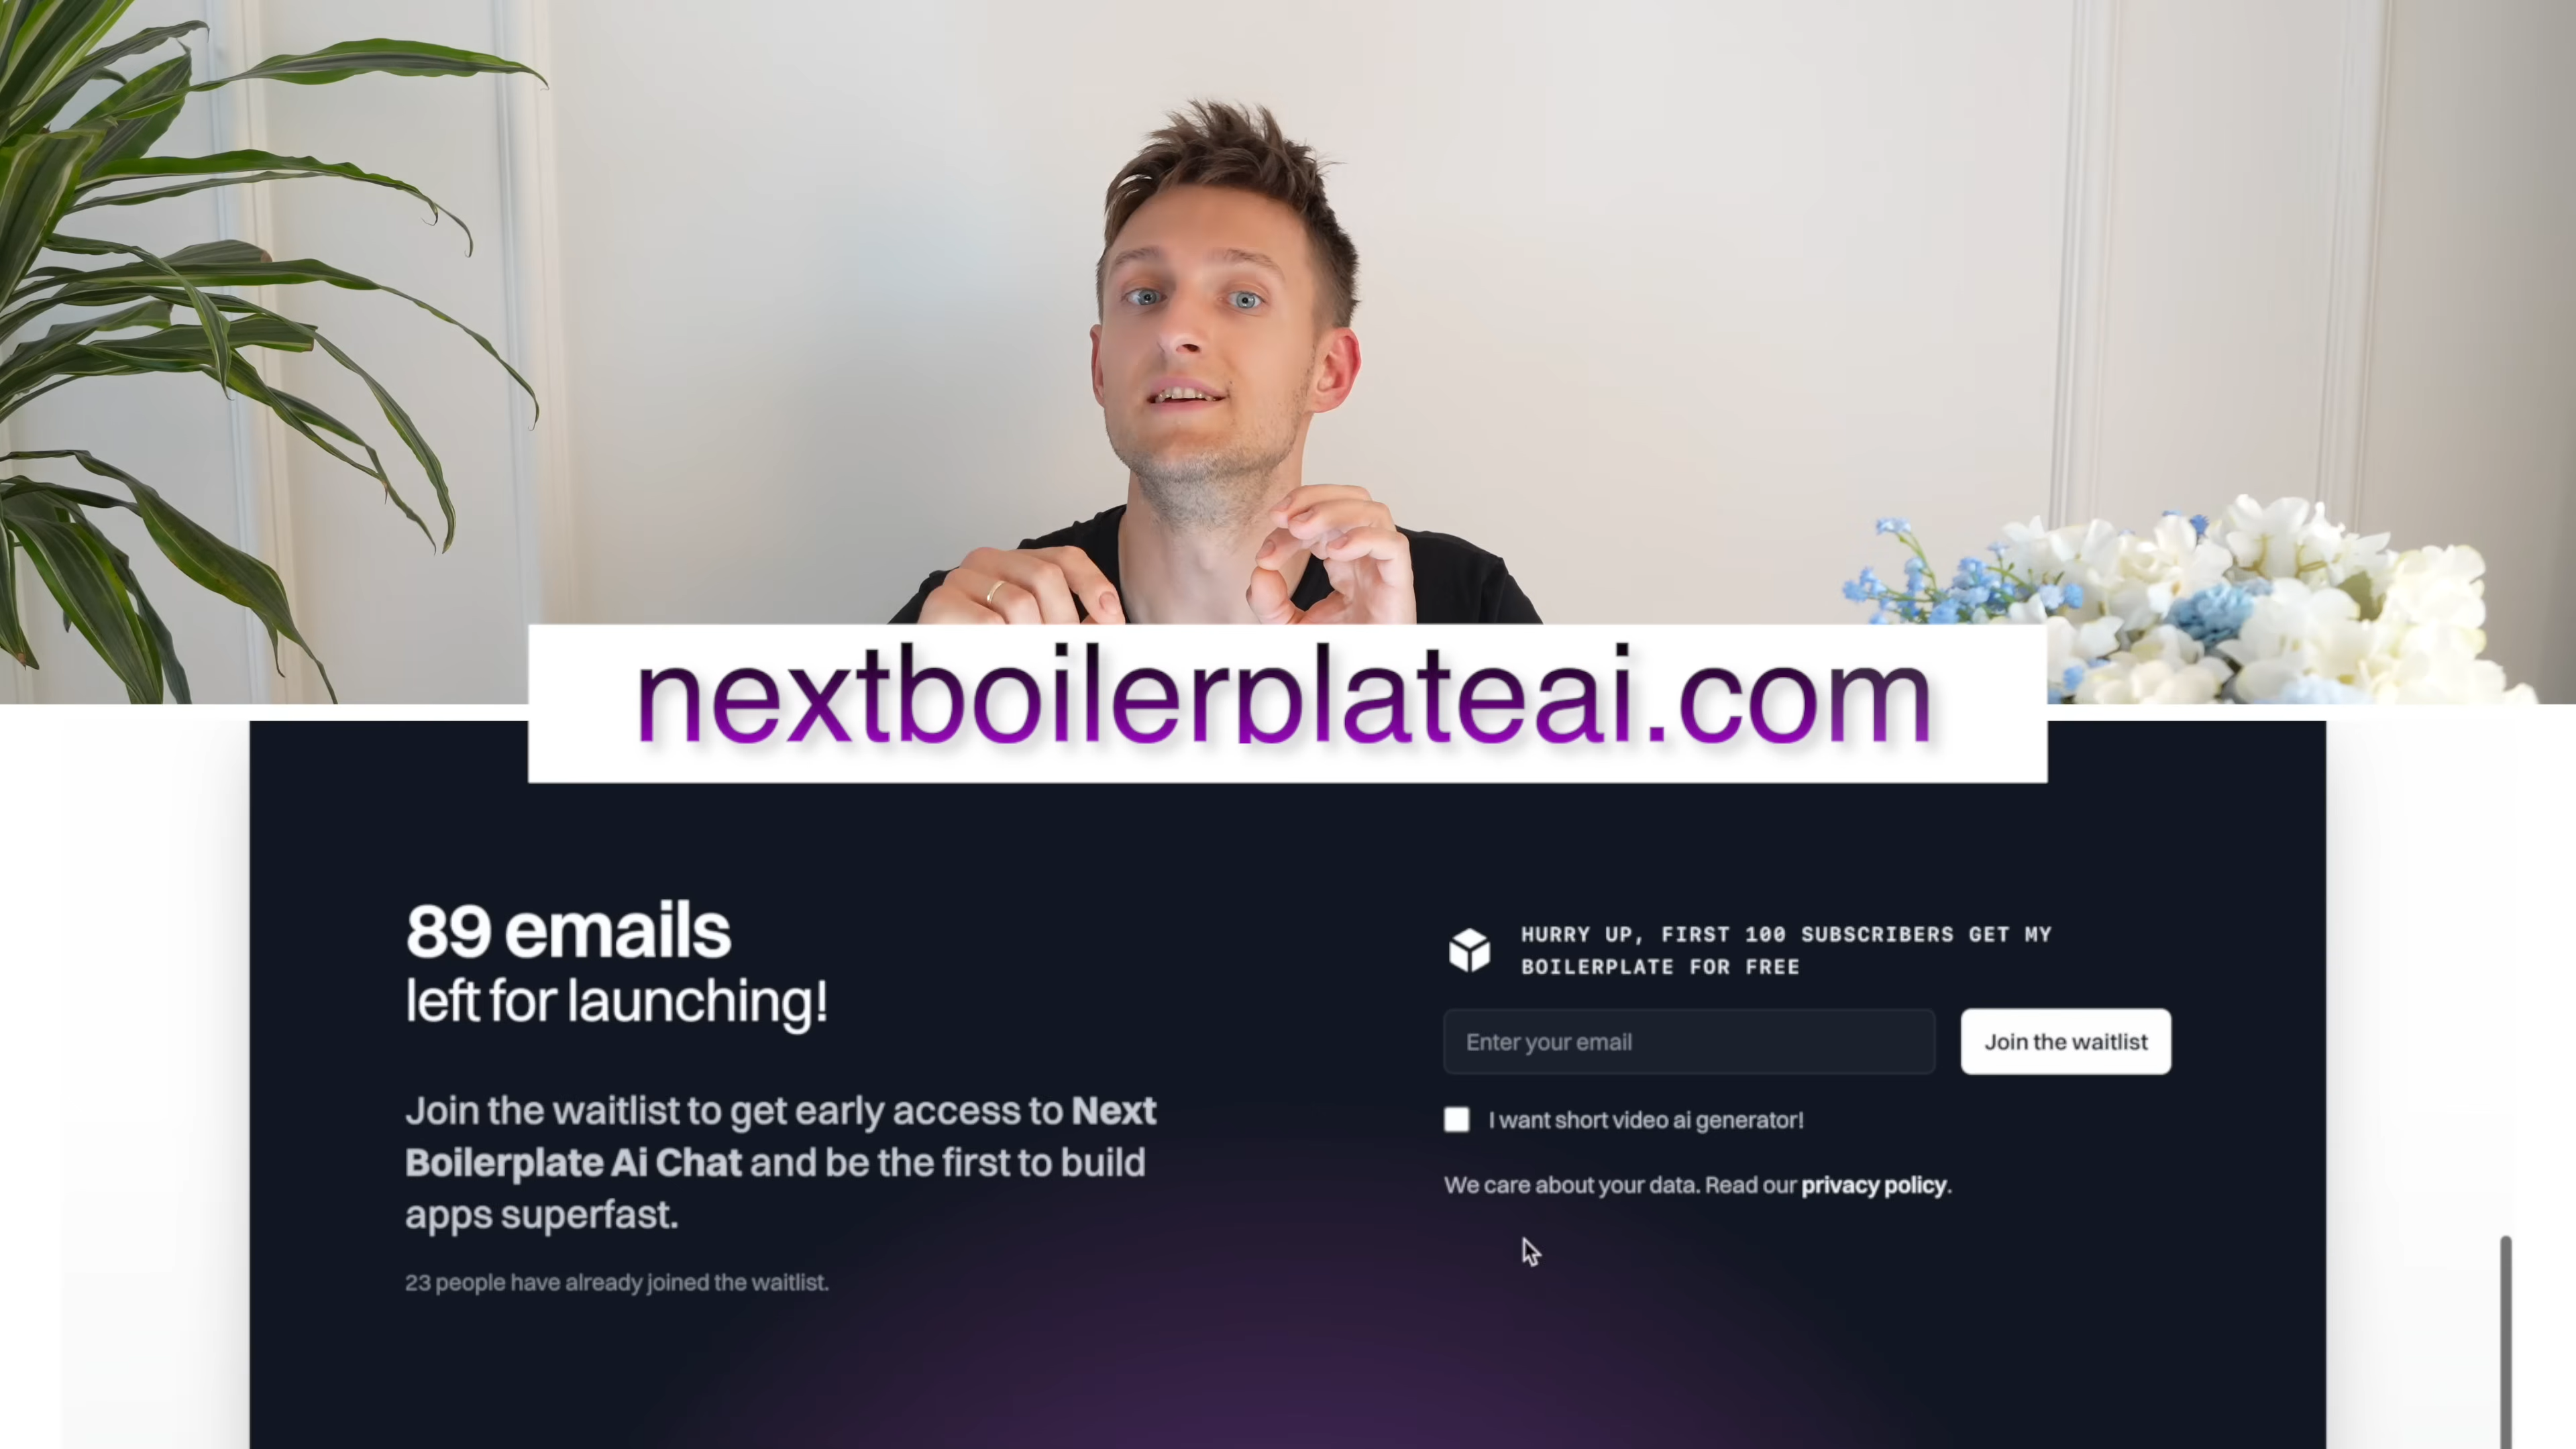 nextboilerplateai.com
89 emails
left for launching!
Join the waitlist to get early access to Next
Boilerplate Ai Chat and be the first to build
apps superfast.
23 people have already joined the waitlist.
HURRY UP, FIRST 100 SUBSCRIBERS GET MY
BOILERPLATE FOR FREE
Enter your email
Join the waitlist
I want short video ai generator!
We care about your data. Read our privacy policy.